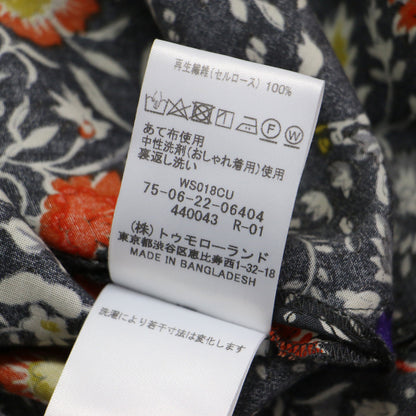 再生繊維(セルロース) 100%
P
W
あて布使用
中性洗剤(おしゃれ着用)使用
裏返し洗い
WS018CU
75-06-22-06404
440043 R-01
(株)トゥモローランド
東京都渋谷区恵比寿西1-32-18
MADE IN BANGLADESH
洗濯により若干寸法は変化します